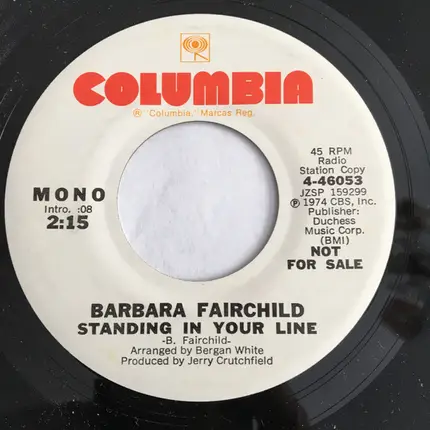 COLUMBIA
® "Columbia," Marcas Reg.
MONO
Intro. :08
2:15
45 RPM
Radio
Station Copy
4-46053
JZSP 159299
℗ 1974 CBS, Inc.
Publisher:
Duchess
Music Corp.
(BMI)
NOT
FOR SALE
BARBARA FAIRCHILD
STANDING IN YOUR LINE
-B. Fairchild-
Arranged by Bergan White
Produced by Jerry Crutchfield